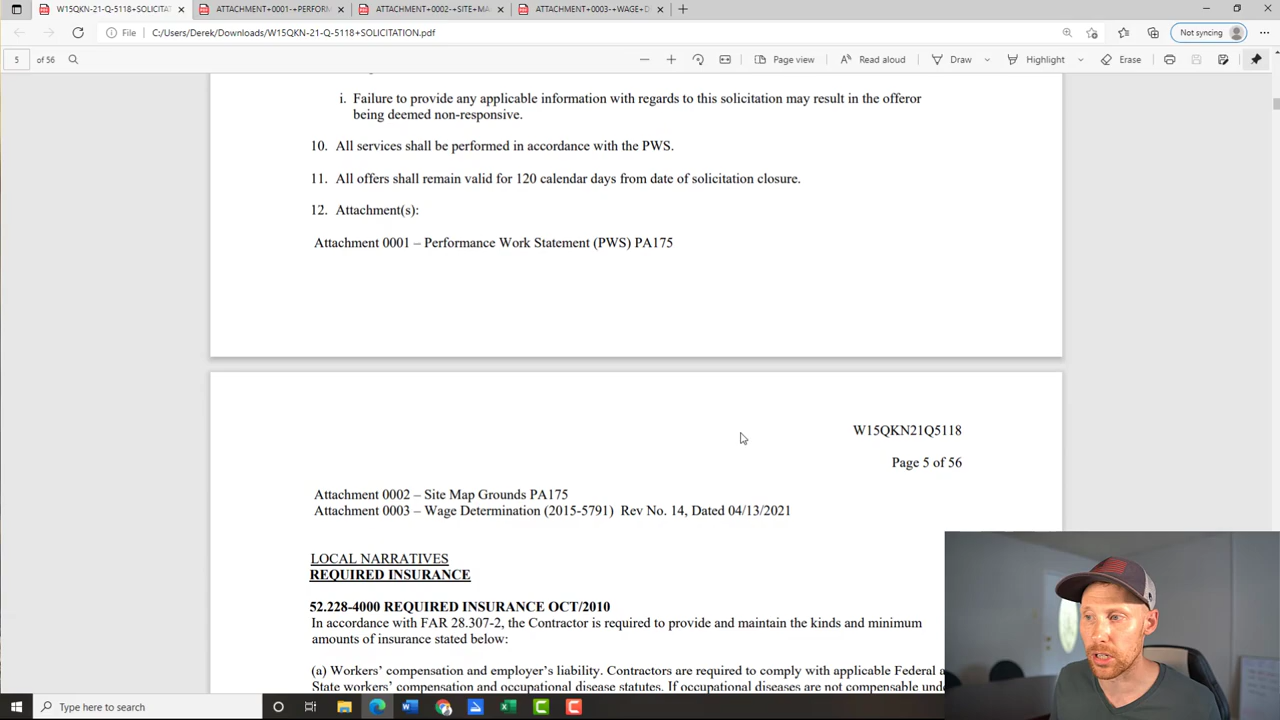 W15QKN-21-Q-5118+SOLICITAT
ATTACHMENT+0001-+PERFORM
ATTACHMENT+0002-+SITE+MA
ATTACHMENT+0003-+WAGE+D
File
C:/Users/Derek/Downloads/W15QKN-21-Q-5118+SOLICITATION.pdf
Not syncing
5 of 56
Page view
Read aloud
Draw
Highlight
Erase
i. Failure to provide any applicable information with regards to this solicitation may result in the offeror
being deemed non-responsive.
10. All services shall be performed in accordance with the PWS.
11. All offers shall remain valid for 120 calendar days from date of solicitation closure.
12. Attachment(s):
Attachment 0001 – Performance Work Statement (PWS) PA175
W15QKN21Q5118
Page 5 of 56
Attachment 0002 – Site Map Grounds PA175
Attachment 0003 – Wage Determination (2015-5791) Rev No. 14, Dated 04/13/2021
LOCAL NARRATIVES
REQUIRED INSURANCE
52.228-4000 REQUIRED INSURANCE OCT/2010
In accordance with FAR 28.307-2, the Contractor is required to provide and maintain the kinds and minimum
amounts of insurance stated below:
(a) Workers' compensation and employer's liability. Contractors are required to comply with applicable Federal a
State workers' compensation and occupational disease statutes. If occupational diseases are not compensable und
Type here to search